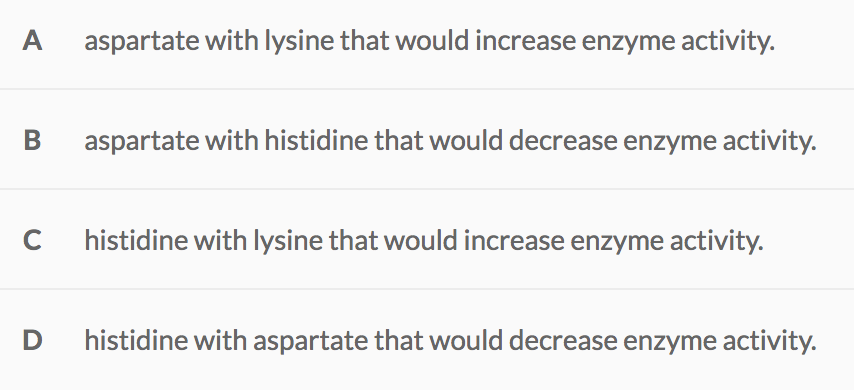 A aspartate with lysine that would increase enzyme activity.
B aspartate with histidine that would decrease enzyme activity.
C histidine with lysine that would increase enzyme activity.
D histidine with aspartate that would decrease enzyme activity.